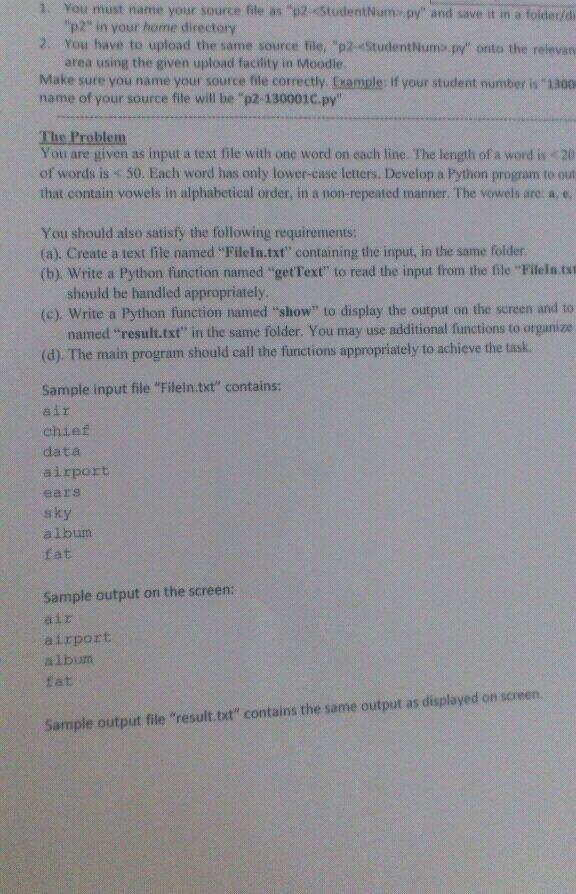 1. You must name your source file as "p2-<StudentNum>.py" and save it in a folder/di
"p2" in your home directory
2. You have to upload the same source file, "p2-<StudentNum>.py" onto the relevan
area using the given upload facility in Moodle.
Make sure you name your source file correctly. Example: If your student number is "1300
name of your source file will be "p2-130001C.py"
The Problem
You are given as input a text file with one word on each line. The length of a word is < 20
of words is < 50. Each word has only lower-case letters. Develop a Python program to out
that contain vowels in alphabetical order, in a non-repeated manner. The vowels are: a, e,
You should also satisfy the following requirements:
(a). Create a text file named "FileIn.txt" containing the input, in the same folder.
(b). Write a Python function named "getText" to read the input from the file "FileIn.txt
should be handled appropriately.
(c). Write a Python function named "show" to display the output on the screen and to
named "result.txt" in the same folder. You may use additional functions to organize
(d). The main program should call the functions appropriately to achieve the task.
Sample input file "FileIn.txt" contains:
air
chief
data
airport
ears
sky
album
fat
Sample output on the screen:
air
airport
album
fat
Sample output file "result.txt" contains the same output as displayed on screen.